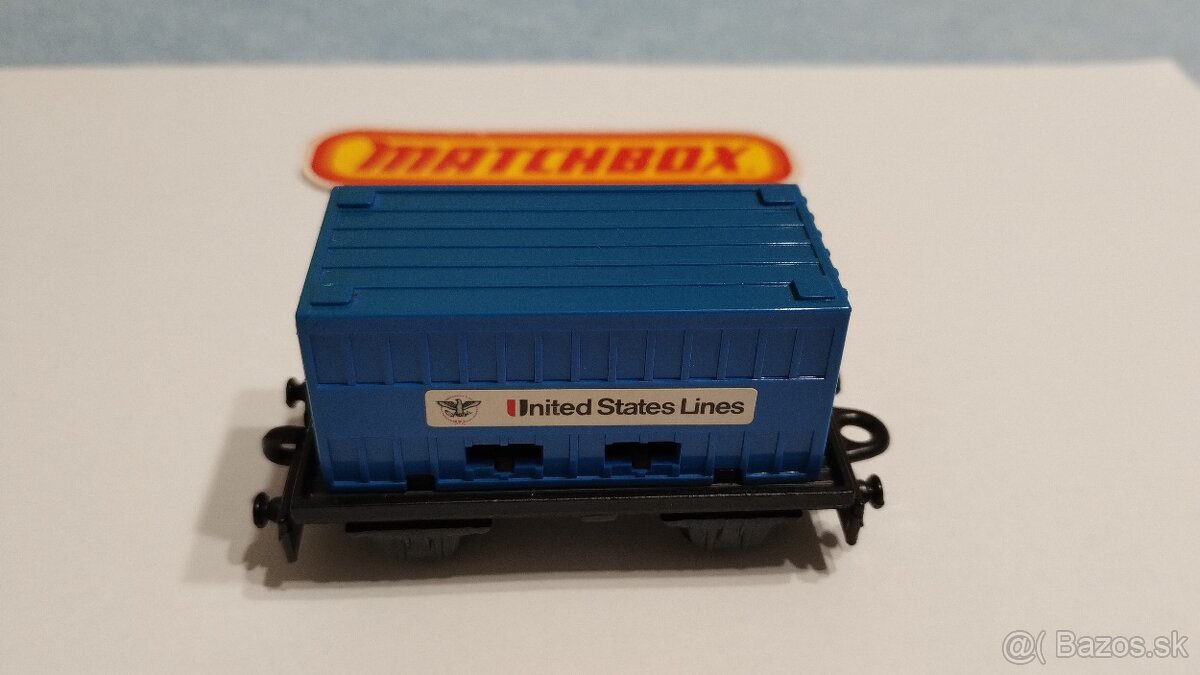 MATCHBOX
United States Lines
@( Bazos.sk